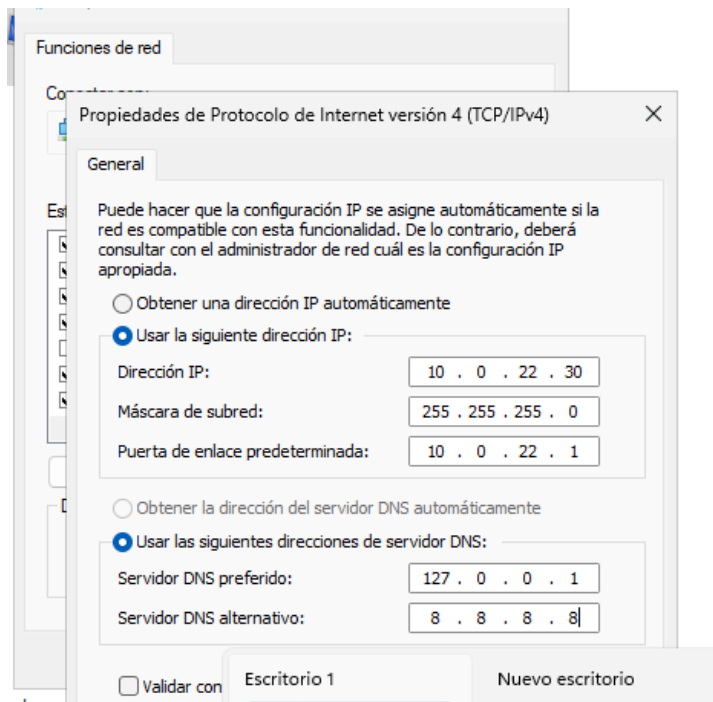 Funciones de red
Propiedades de Protocolo de Internet versión 4 (TCP/IPv4)
General
Puede hacer que la configuración IP se asigne automáticamente si la
red es compatible con esta funcionalidad. De lo contrario, deberá
consultar con el administrador de red cuál es la configuración IP
apropiada.
Obtener una dirección IP automáticamente
Usar la siguiente dirección IP:
Dirección IP: 10 . 0 . 22 . 30
Máscara de subred: 255 . 255 . 255 . 0
Puerta de enlace predeterminada: 10 . 0 . 22 . 1
Obtener la dirección del servidor DNS automáticamente
Usar las siguientes direcciones de servidor DNS:
Servidor DNS preferido: 127 . 0 . 0 . 1
Servidor DNS alternativo: 8 . 8 . 8 . 8
Validar con
Escritorio 1
Nuevo escritorio